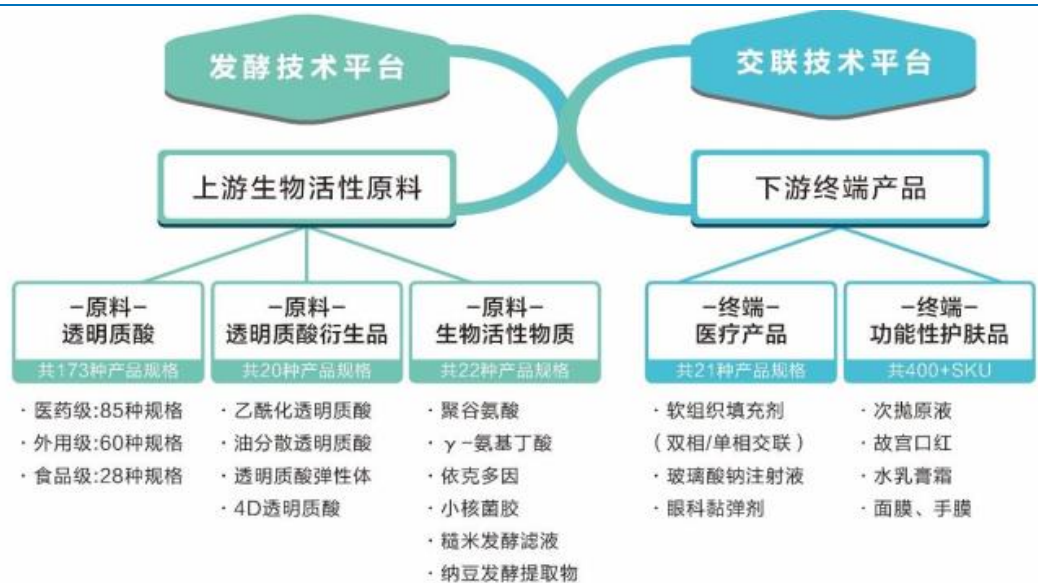 发酵技术平台
交联技术平台
上游生物活性原料
下游终端产品
-原料-
透明质酸
共173种产品规格
· 医药级:85种规格
· 外用级:60种规格
· 食品级:28种规格
-原料-
透明质酸衍生品
共20种产品规格
· 乙酰化透明质酸
· 油分散透明质酸
· 透明质酸弹性体
· 4D透明质酸
-原料-
生物活性物质
共22种产品规格
· 聚谷氨酸
· γ-氨基丁酸
· 依克多因
· 小核菌胶
· 糙米发酵滤液
· 纳豆发酵提取物
-终端-
医疗产品
共21种产品规格
· 软组织填充剂
（双相/单相交联）
· 玻璃酸钠注射液
· 眼科黏弹剂
-终端-
功能性护肤品
共400+SKU
· 次抛原液
· 故宫口红
· 水乳膏霜
· 面膜、手膜